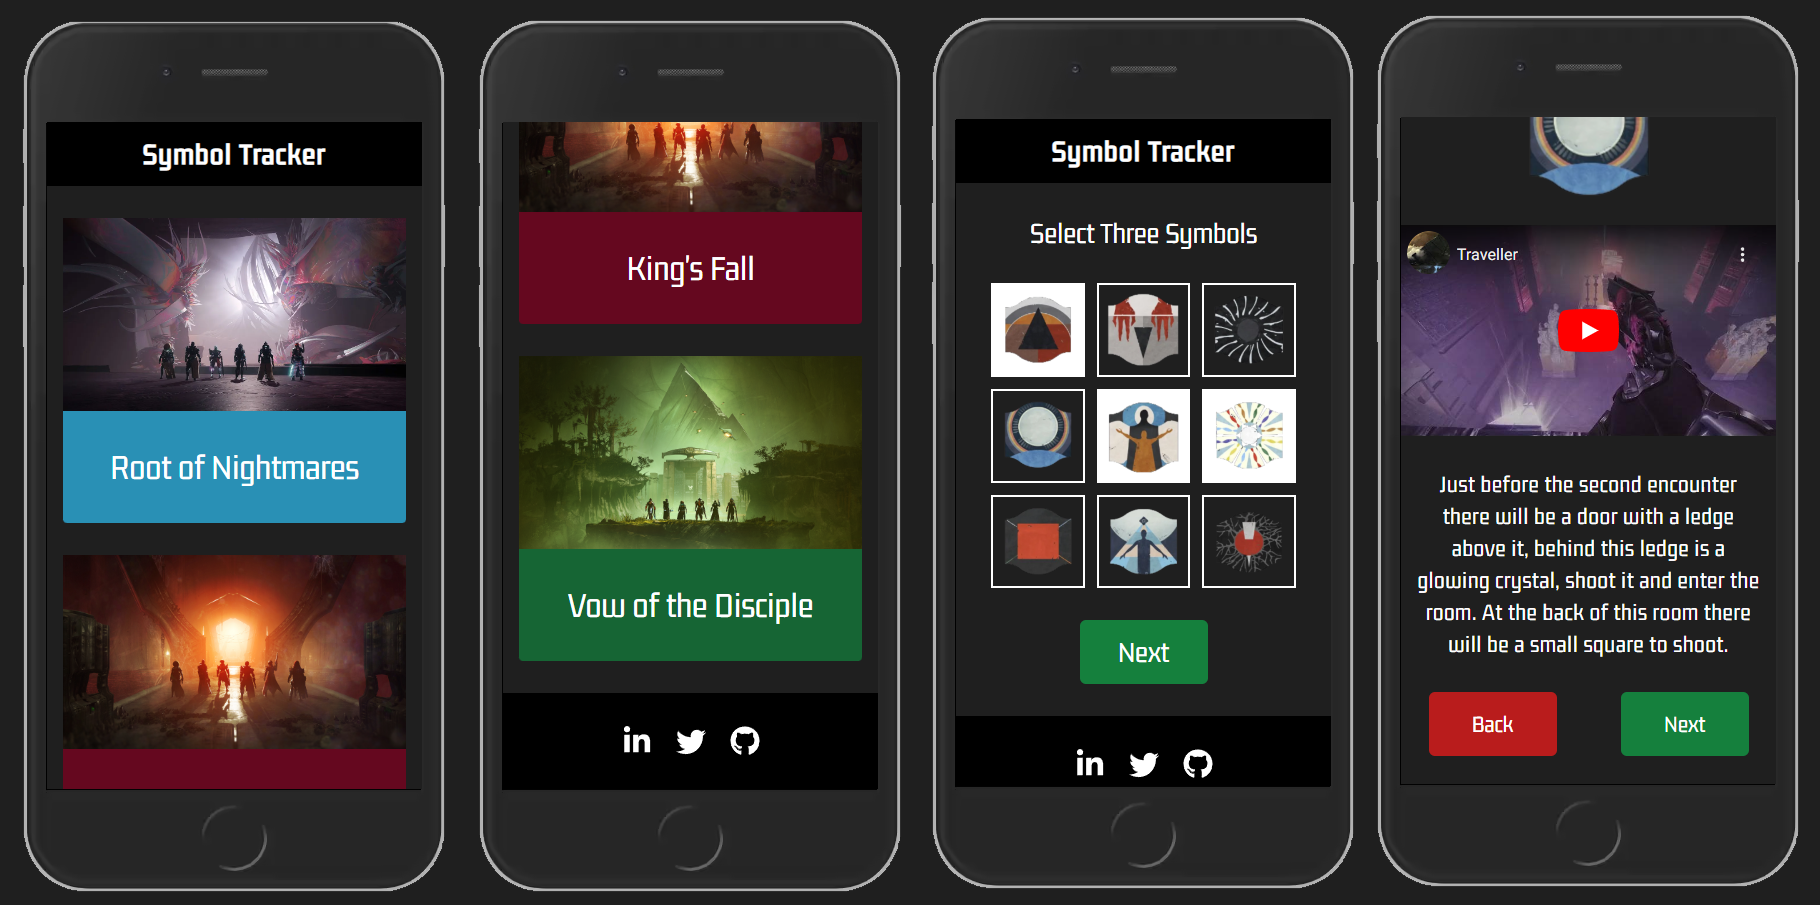 Symbol Tracker
Root of Nightmares
King's Fall
Vow of the Disciple
in
Symbol Tracker
Select Three Symbols
Next
in
Traveller
Just before the second encounter
there will be a door with a ledge
above it, behind this ledge is a
glowing crystal, shoot it and enter the
room. At the back of this room there
will be a small square to shoot.
Back
Next